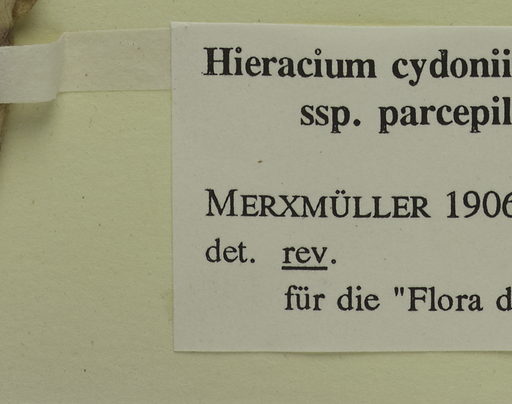 Hieracium cydonii
ssp. parcepil
MERXMÜLLER 1906
det. rev.
für die "Flora d